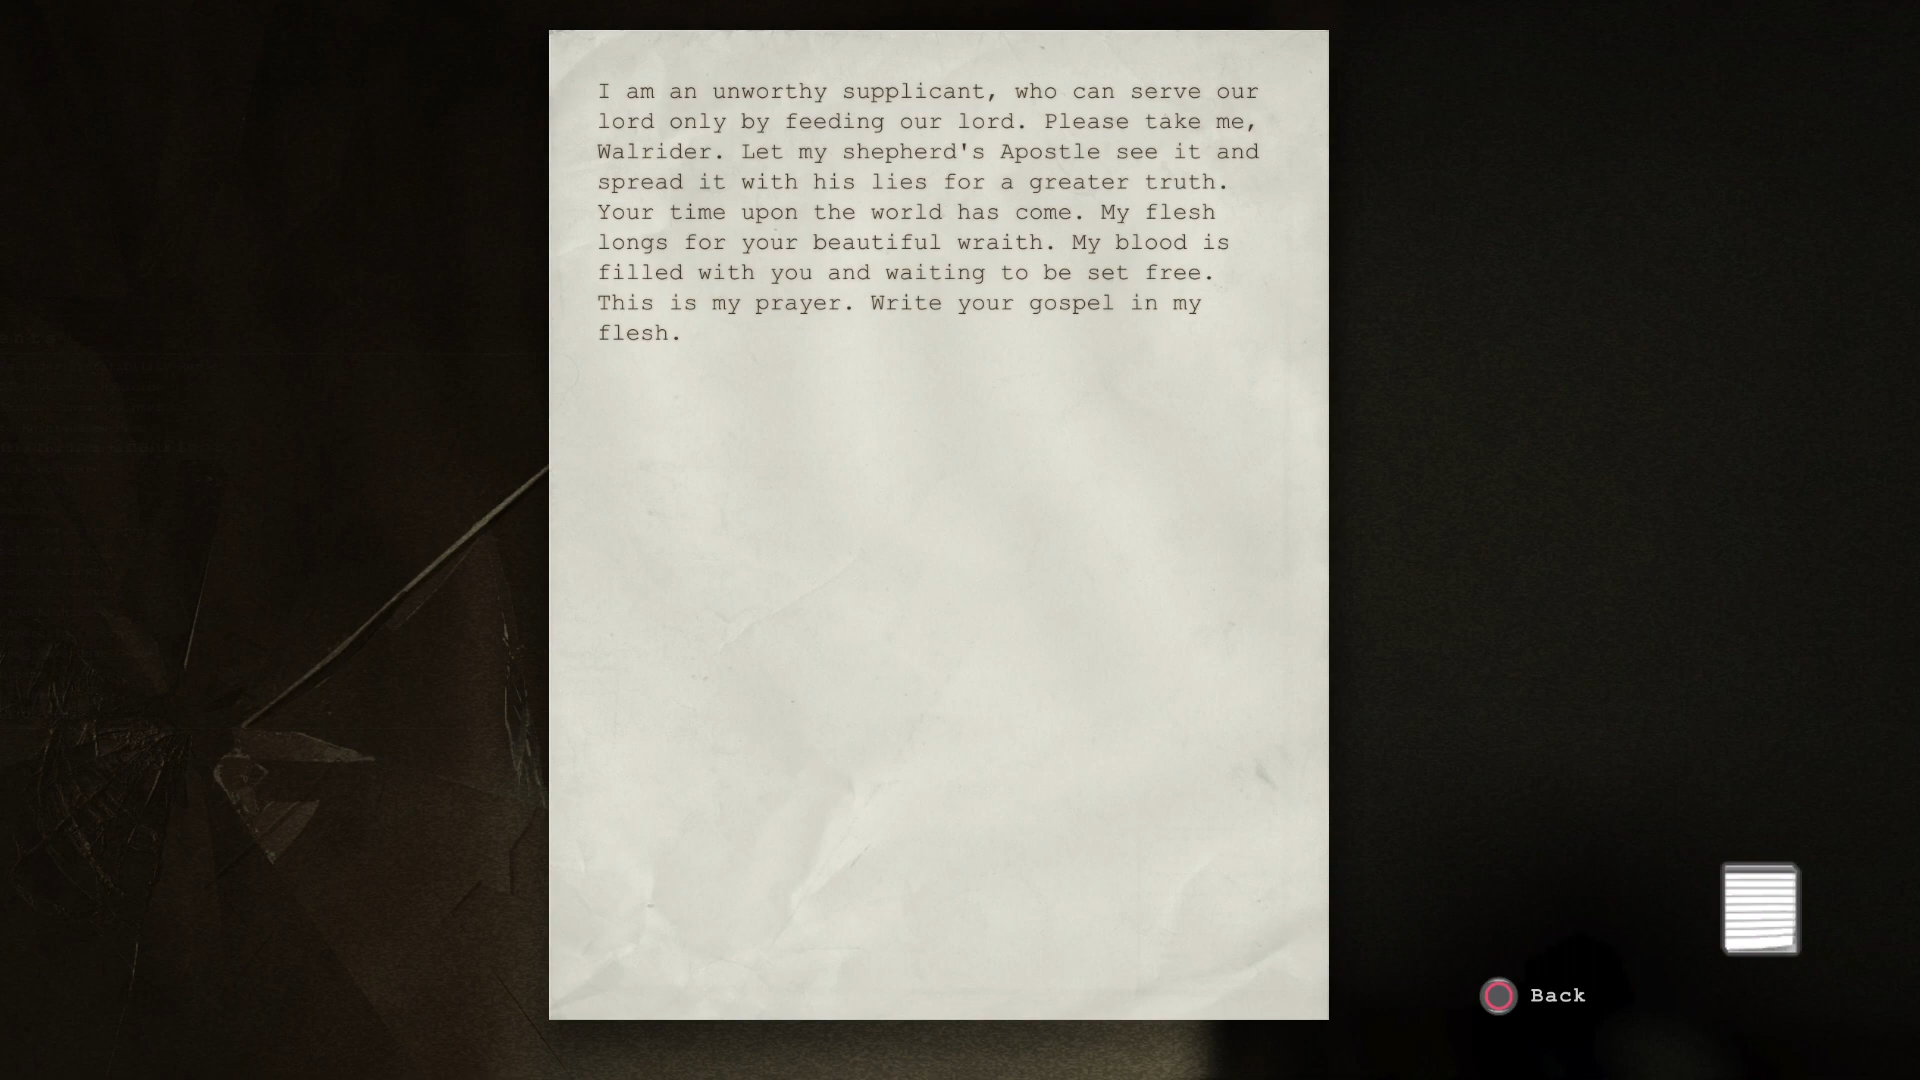 I am an unworthy supplicant, who can serve our
lord only by feeding our lord. Please take me,
Walrider. Let my shepherd's Apostle see it and
spread it with his lies for a greater truth.
Your time upon the world has come. My flesh
longs for your beautiful wraith. My blood is
filled with you and waiting to be set free.
This is my prayer. Write your gospel in my
flesh.
Back